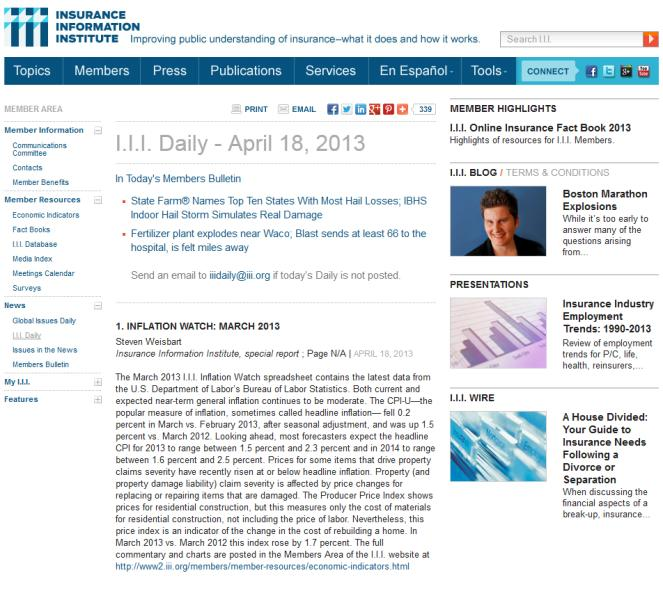 INSURANCE
INFORMATION
INSTITUTE
Improving public understanding of insurance–what it does and how it works.
Search I.I.I.
Topics Members Press Publications Services En Español Tools CONNECT
MEMBER AREA
Member Information
Communications
Committee
Contacts
Member Benefits
Member Resources
Economic Indicators
Fact Books
I.I.I. Database
Media Index
Meetings Calendar
Surveys
News
Global Issues Daily
I.I.I. Daily
Issues in the News
Members Bulletin
My I.I.I.
Features
PRINT EMAIL 339
I.I.I. Daily - April 18, 2013
In Today's Members Bulletin
State Farm® Names Top Ten States With Most Hail Losses; IBHS
Indoor Hail Storm Simulates Real Damage
Fertilizer plant explodes near Waco; Blast sends at least 66 to the
hospital, is felt miles away
Send an email to iiidaily@iii.org if today's Daily is not posted.
1. INFLATION WATCH: MARCH 2013
Steven Weisbart
Insurance Information Institute, special report ; Page N/A | APRIL 18, 2013
The March 2013 I.I.I. Inflation Watch spreadsheet contains the latest data from
the U.S. Department of Labor's Bureau of Labor Statistics. Both current and
expected near-term general inflation continues to be moderate. The CPI-U—the
popular measure of inflation, sometimes called headline inflation— fell 0.2
percent in March vs. February 2013, after seasonal adjustment, and was up 1.5
percent vs. March 2012. Looking ahead, most forecasters expect the headline
CPI for 2013 to range between 1.5 percent and 2.3 percent and in 2014 to range
between 1.6 percent and 2.5 percent. Prices for some items that drive property
claims severity have recently risen at or below headline inflation. Property (and
property damage liability) claim severity is affected by price changes for
replacing or repairing items that are damaged. The Producer Price Index shows
prices for residential construction, but this measures only the cost of materials
for residential construction, not including the price of labor. Nevertheless, this
price index is an indicator of the change in the cost of rebuilding a home. In
March 2013 vs. March 2012 this index rose by 1.7 percent. The full
commentary and charts are posted in the Members Area of the I.I.I. website at
http://www2.iii.org/members/member-resources/economic-indicators.html
MEMBER HIGHLIGHTS
I.I.I. Online Insurance Fact Book 2013
Highlights of resources for I.I.I. Members.
I.I.I. BLOG / TERMS & CONDITIONS
Boston Marathon
Explosions
While it's too early to
answer many of the
questions arising
from...
PRESENTATIONS
Insurance Industry
Employment
Trends: 1990-2013
Review of employment
trends for P/C, life,
health, reinsurers,...
I.I.I. WIRE
A House Divided:
Your Guide to
Insurance Needs
Following a
Divorce or
Separation
When discussing the
financial aspects of a
break-up, insurance...